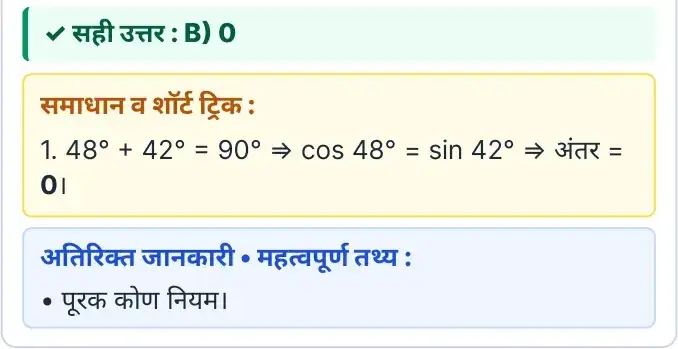 ✓ सही उत्तर : B) 0
समाधान व शॉर्ट ट्रिक :
1. 48° + 42° = 90° ⇒ cos 48° = sin 42° ⇒ अंतर =
0।
अतिरिक्त जानकारी • महत्वपूर्ण तथ्य :
• पूरक कोण नियम।